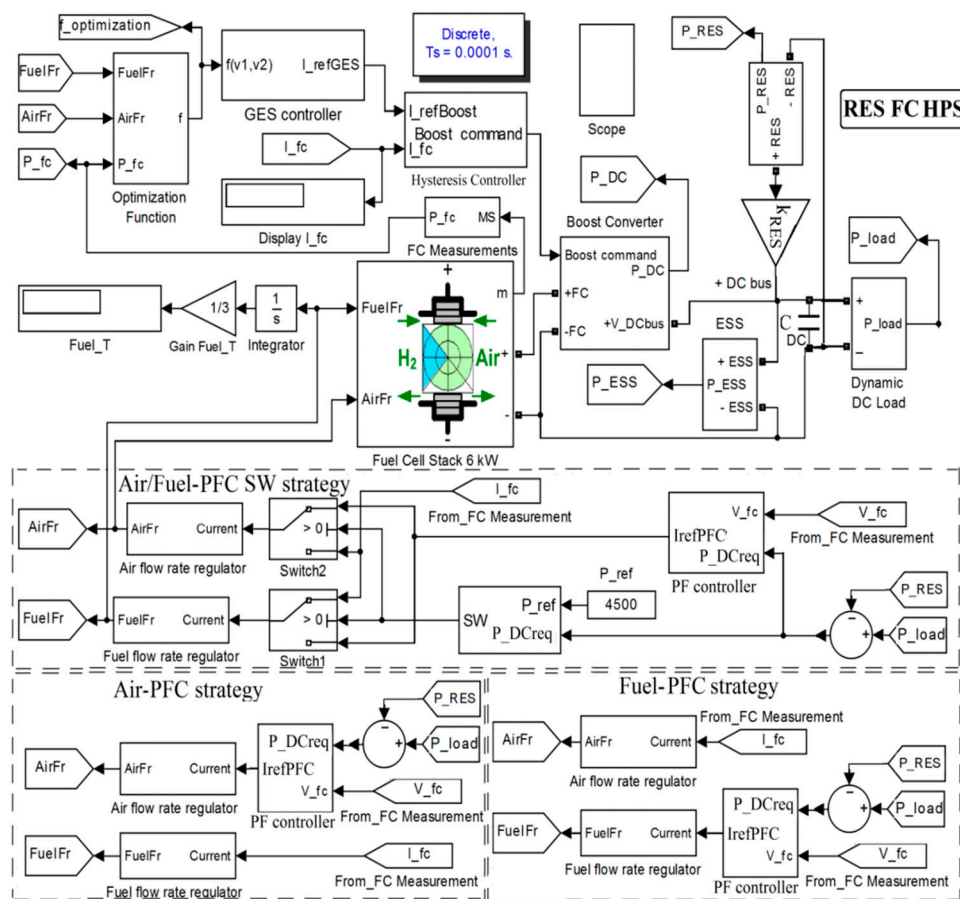 f_optimization
FuelFr
AirFr
P_fc
FuelFr
AirFr
P_fc
f
Optimization
Function
f(v1,v2)
I_refGES
GES controller
Discrete,
Ts = 0.0001 s.
I_fc
I_refBoost
Boost command
I_fc
Hysteresis Controller
Display I_fc
P_fc
MS
FC Measurements
Scope
P_DC
Boost Converter
Boost command
P_DC
+FC
-FC
+V_DCbus
P_RES
P_RES
- RES
+ RES
K RES
RES FC HPS
P_load
+ DC bus
C
DC
+
P_load
−
Dynamic
DC Load
ESS
+ ESS
P_ESS
- ESS
P_ESS
Fuel_T
1/3
Gain Fuel_T
1
s
Integrator
FuelFr
AirFr
+
m
H2
Air
+
-
-
Fuel Cell Stack 6 kW
Air/Fuel-PFC SW strategy
AirFr
AirFr
Current
Air flow rate regulator
> 0
Switch2
I_fc
From_FC Measurement
V_fc
IrefPFC
P_DCreq
PF controller
V_fc
From_FC Measurement
FuelFr
FuelFr
Current
Fuel flow rate regulator
> 0
Switch1
SW
P_ref
P_DCreq
P_ref
4500
P_RES
−
+
P_load
Air-PFC strategy
P_RES
−
+
P_load
P_DCreq
IrefPFC
V_fc
PF controller
AirFr
AirFr
Current
Air flow rate regulator
V_fc
From_FC Measurement
FuelFr
FuelFr
Current
Fuel flow rate regulator
I_fc
From_FC Measurement
Fuel-PFC strategy
From_FC Measurement
AirFr
AirFr
Current
I_fc
Air flow rate regulator
P_RES
−
+
P_load
P_DCreq
IrefPFC
V_fc
PF controller
FuelFr
FuelFr
Current
Fuel flow rate regulator
V_fc
From_FC Measurement